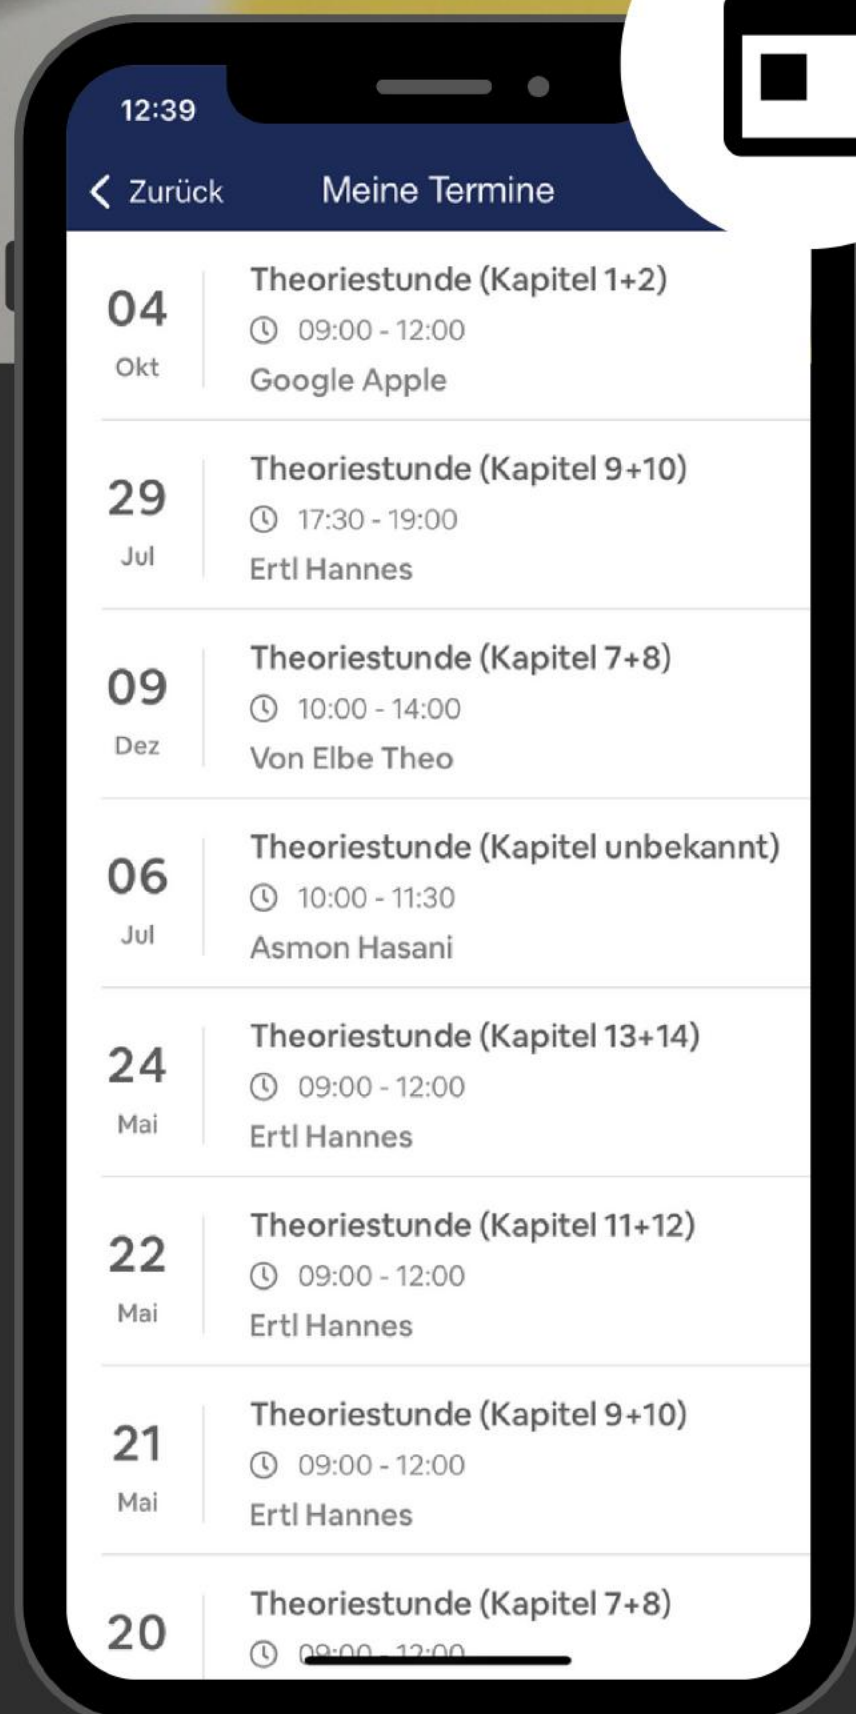 12:39
Zurück
Meine Termine
04
Okt
Theoriestunde (Kapitel 1+2)
09:00 - 12:00
Google Apple
29
Jul
Theoriestunde (Kapitel 9+10)
17:30 - 19:00
Ertl Hannes
09
Dez
Theoriestunde (Kapitel 7+8)
10:00 - 14:00
Von Elbe Theo
06
Jul
Theoriestunde (Kapitel unbekannt)
10:00 - 11:30
Asmon Hasani
24
Mai
Theoriestunde (Kapitel 13+14)
09:00 - 12:00
Ertl Hannes
22
Mai
Theoriestunde (Kapitel 11+12)
09:00 - 12:00
Ertl Hannes
21
Mai
Theoriestunde (Kapitel 9+10)
09:00 - 12:00
Ertl Hannes
20
Theoriestunde (Kapitel 7+8)
09:00 - 12:00